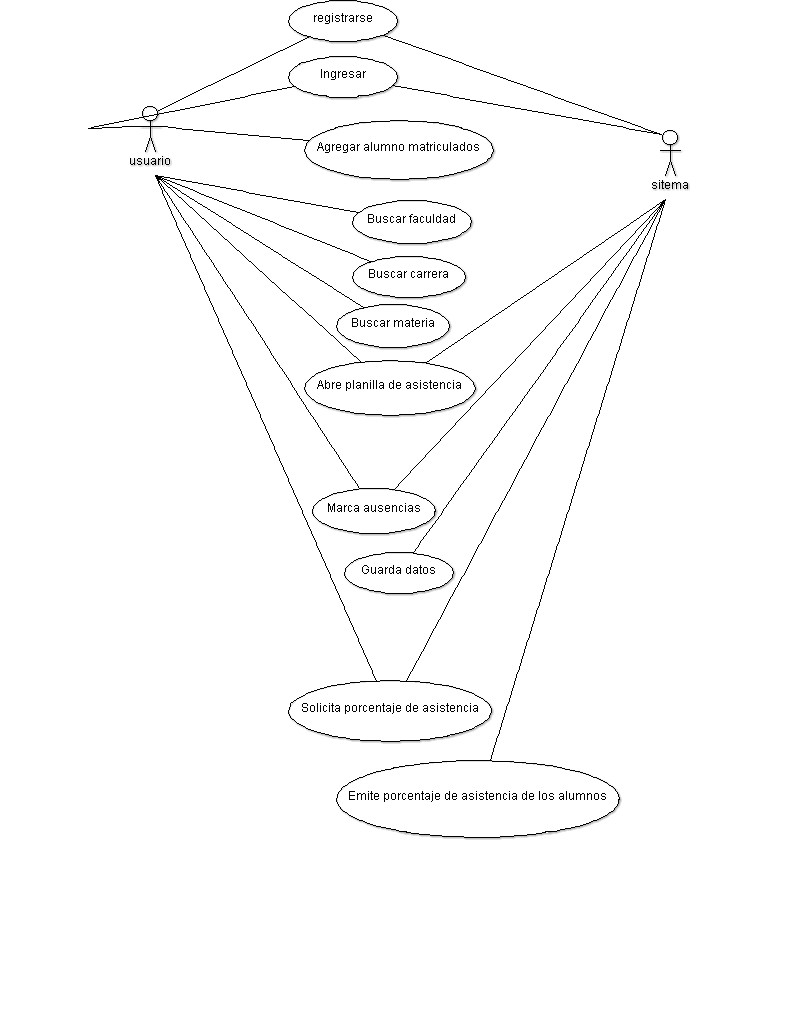 registrarse
Ingresar
usuario
Agregar alumno matriculados
sitema
Buscar faculdad
Buscar carrera
Buscar materia
Abre planilla de asistencia
Marca ausencias
Guarda datos
Solicita porcentaje de asistencia
Emite porcentaje de asistencia de los alumnos